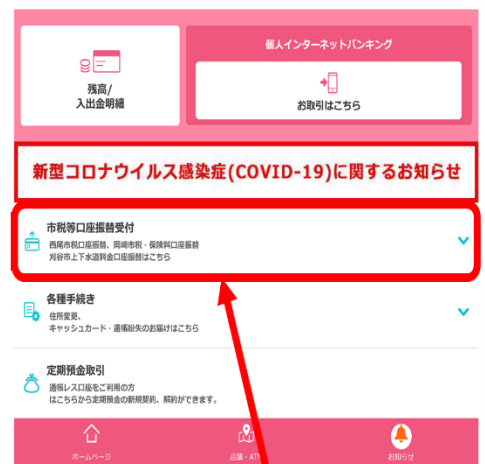 個人インターネットバンキング
残高/
入出金明細
お取引はこちら
新型コロナウイルス感染症(COVID-19)に関するお知らせ
市税等口座振替受付
西尾市税口座振替、岡崎市税・保険料口座振替
刈谷市上下水道料金口座振替はこちら
各種手続き
住所変更、
キャッシュカード・通帳紛失のお届けはこちら
定期預金取引
通帳レス口座をご利用の方
はこちらから定期預金の新規契約、解約ができます。
ホームページ
店舗・ATM
お知らせ